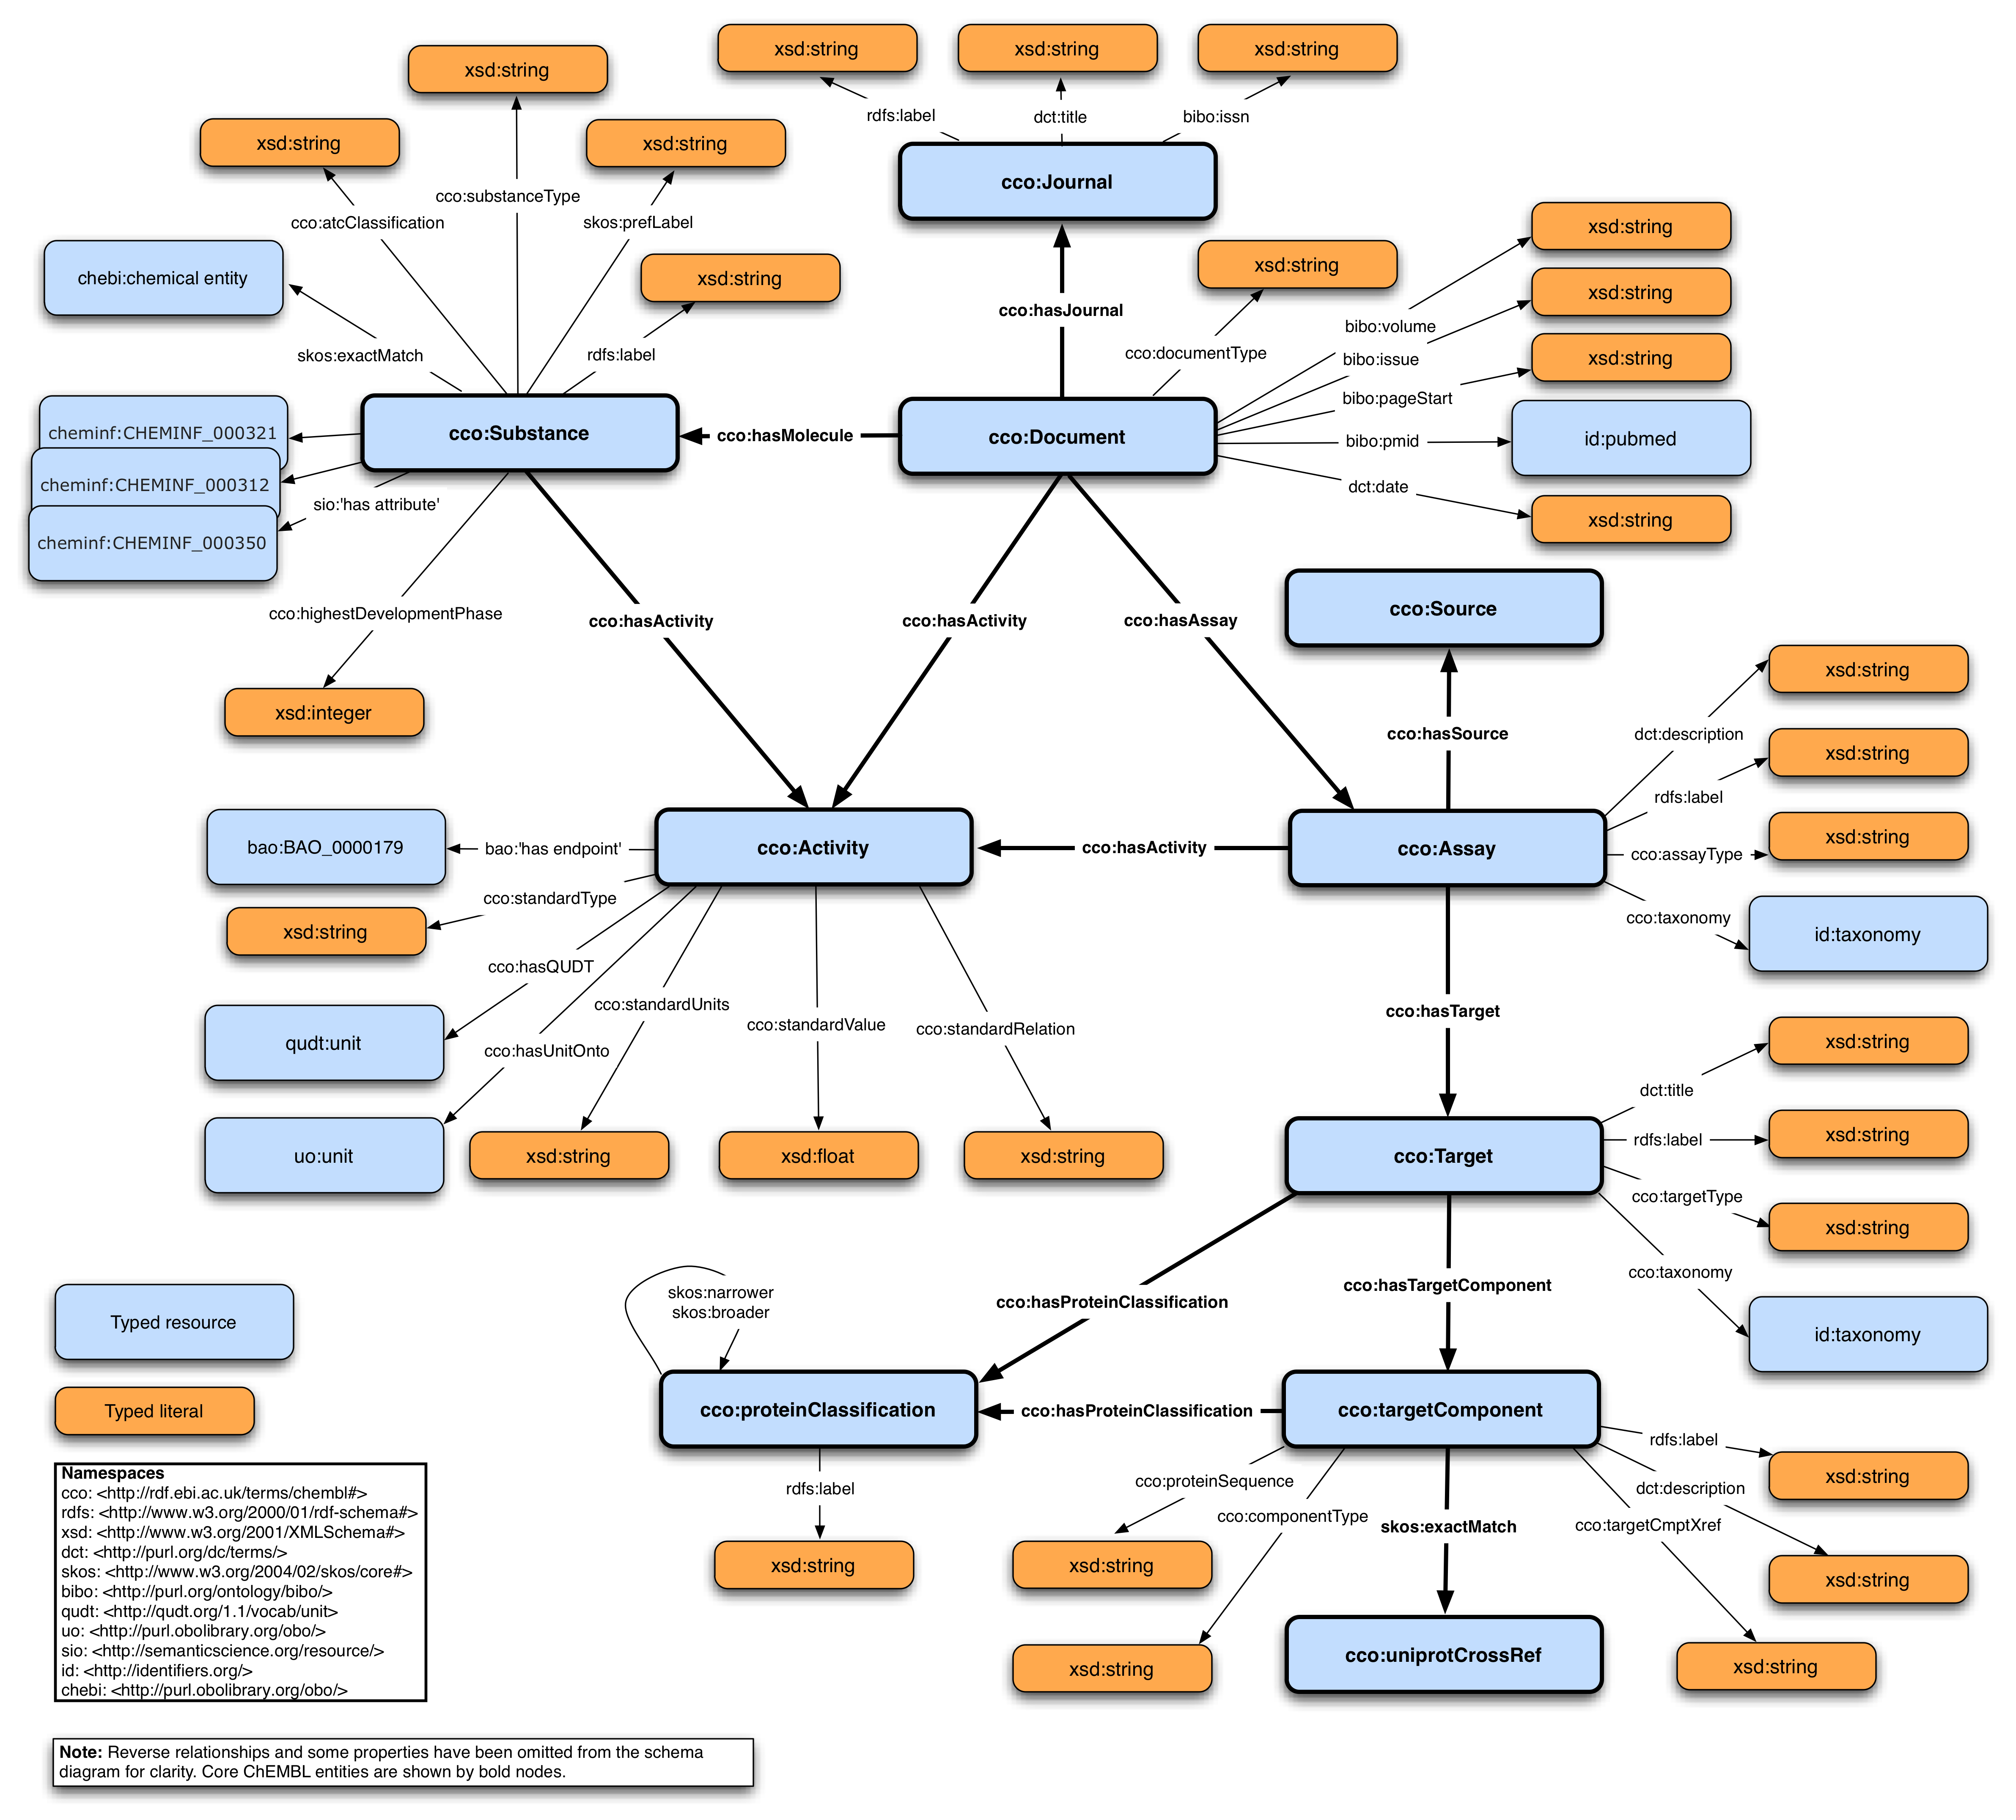 xsd:string
xsd:string
xsd:string
xsd:string
rdfs:label
dct:title
bibo:issn
xsd:string
xsd:string
cco:Journal
cco:substanceType
cco:atcClassification
skos:prefLabel
xsd:string
chebi:chemical entity
xsd:string
xsd:string
xsd:string
cco:hasJournal
bibo:volume
skos:exactMatch
rdfs:label
cco:documentType
bibo:issue
xsd:string
bibo:pageStart
cheminf:CHEMINF_000321
cco:Substance
cco:hasMolecule
cco:Document
bibo:pmid
id:pubmed
cheminf:CHEMINF_000312
dct:date
sio:'has attribute'
xsd:string
cheminf:CHEMINF_000350
cco:Source
cco:highestDevelopmentPhase
cco:hasActivity
cco:hasActivity
cco:hasAssay
xsd:string
xsd:integer
cco:hasSource
dct:description
xsd:string
rdfs:label
bao:BAO_0000179
bao:'has endpoint'
cco:Activity
cco:hasActivity
cco:Assay
cco:assayType
xsd:string
cco:standardType
xsd:string
cco:taxonomy
id:taxonomy
cco:hasQUDT
cco:standardUnits
cco:hasTarget
cco:standardValue
cco:standardRelation
qudt:unit
cco:hasUnitOnto
xsd:string
dct:title
uo:unit
xsd:string
xsd:float
xsd:string
cco:Target
rdfs:label
xsd:string
cco:targetType
xsd:string
cco:taxonomy
skos:narrower
skos:broader
cco:hasProteinClassification
cco:hasTargetComponent
Typed resource
id:taxonomy
Typed literal
cco:proteinClassification
cco:hasProteinClassification
cco:targetComponent
rdfs:label
xsd:string
rdfs:label
cco:proteinSequence
dct:description
cco:componentType
skos:exactMatch
cco:targetCmptXref
xsd:string
xsd:string
xsd:string
xsd:string
cco:uniprotCrossRef
xsd:string
Namespaces
cco: <http://rdf.ebi.ac.uk/terms/chembl#>
rdfs: <http://www.w3.org/2000/01/rdf-schema#>
xsd: <http://www.w3.org/2001/XMLSchema#>
dct: <http://purl.org/dc/terms/>
skos: <http://www.w3.org/2004/02/skos/core#>
bibo: <http://purl.org/ontology/bibo/>
qudt: <http://qudt.org/1.1/vocab/unit>
uo: <http://purl.obolibrary.org/obo/>
sio: <http://semanticscience.org/resource/>
id: <http://identifiers.org/>
chebi: <http://purl.obolibrary.org/obo/>
Note: Reverse relationships and some properties have been omitted from the schema
diagram for clarity. Core ChEMBL entities are shown by bold nodes.